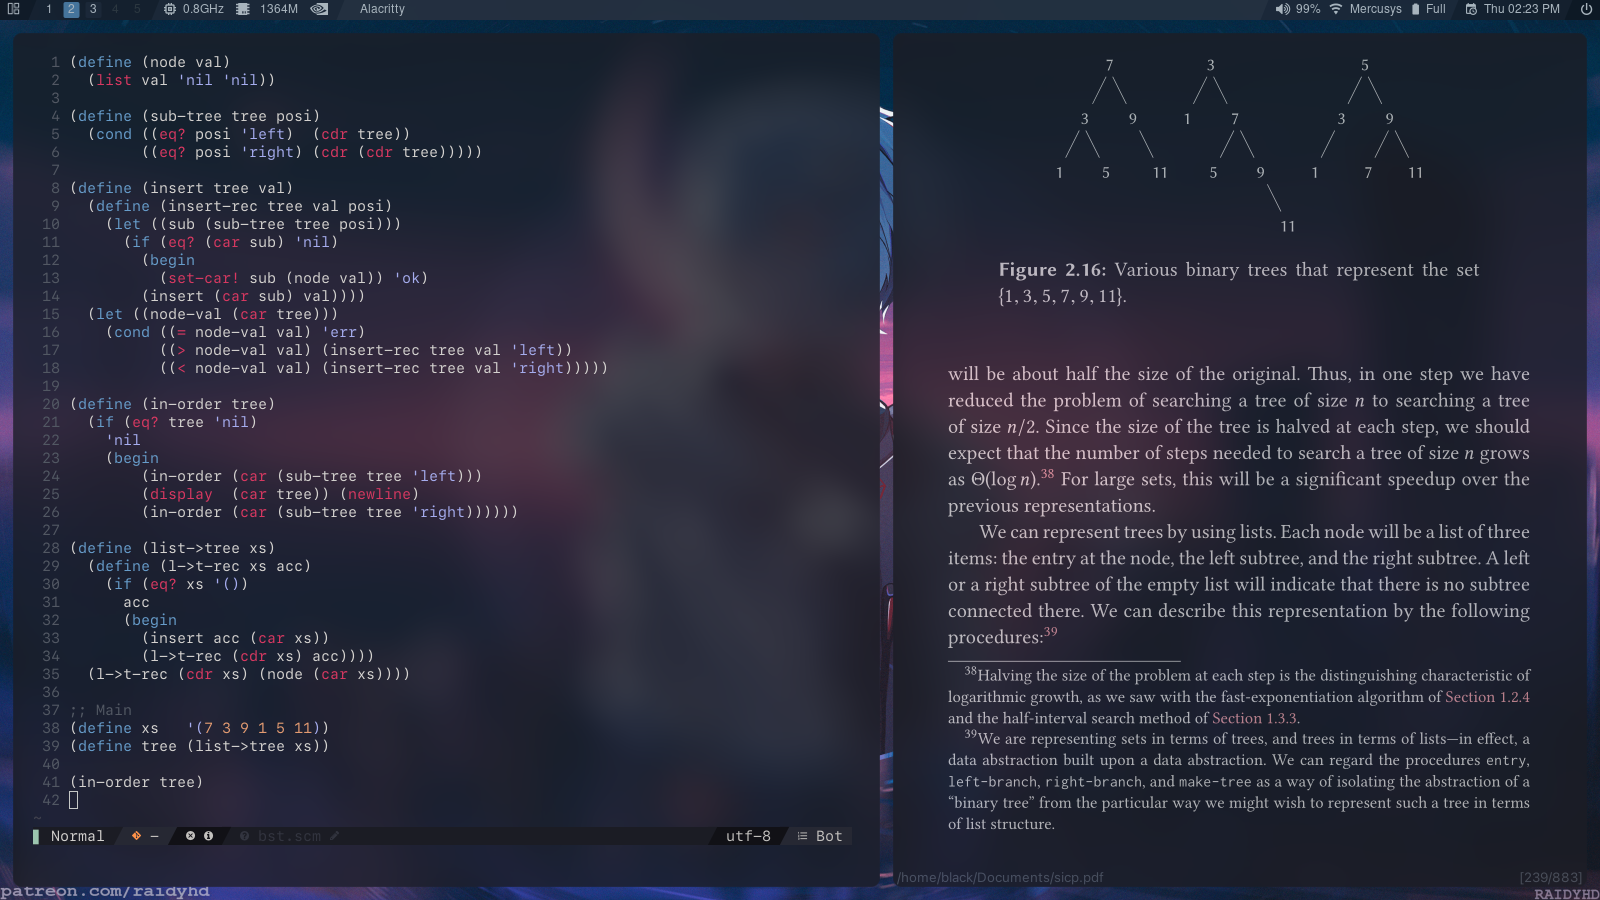 1 2 3 4 5 0.8GHz 1364M Alacritty 99% Mercusys Full Thu 02:23 PM
1 (define (node val)
2   (list val 'nil 'nil))
3
4 (define (sub-tree tree posi)
5   (cond ((eq? posi 'left)  (cdr tree))
6         ((eq? posi 'right) (cdr (cdr tree)))))
7
8 (define (insert tree val)
9   (define (insert-rec tree val posi)
10     (let ((sub (sub-tree tree posi)))
11       (if (eq? (car sub) 'nil)
12         (begin
13           (set-car! sub (node val)) 'ok)
14         (insert (car sub) val))))
15   (let ((node-val (car tree)))
16     (cond ((= node-val val) 'err)
17           ((> node-val val) (insert-rec tree val 'left))
18           ((< node-val val) (insert-rec tree val 'right)))))
19
20 (define (in-order tree)
21   (if (eq? tree 'nil)
22     'nil
23     (begin
24         (in-order (car (sub-tree tree 'left)))
25         (display  (car tree)) (newline)
26         (in-order (car (sub-tree tree 'right))))))
27
28 (define (list->tree xs)
29   (define (l->t-rec xs acc)
30     (if (eq? xs '())
31       acc
32       (begin
33         (insert acc (car xs))
34         (l->t-rec (cdr xs) acc))))
35   (l->t-rec (cdr xs) (node (car xs))))
36
37 ;; Main
38 (define xs   '(7 3 9 1 5 11))
39 (define tree (list->tree xs))
40
41 (in-order tree)
42
~
Normal – bst.scm utf-8 Bot
7 3 5
3 9 1 7 3 9
1 5 11 5 9 1 7 11
11
Figure 2.16: Various binary trees that represent the set
{1, 3, 5, 7, 9, 11}.
will be about half the size of the original. Thus, in one step we have
reduced the problem of searching a tree of size n to searching a tree
of size n/2. Since the size of the tree is halved at each step, we should
expect that the number of steps needed to search a tree of size n grows
as Θ(log n).38 For large sets, this will be a significant speedup over the
previous representations.
We can represent trees by using lists. Each node will be a list of three
items: the entry at the node, the left subtree, and the right subtree. A left
or a right subtree of the empty list will indicate that there is no subtree
connected there. We can describe this representation by the following
procedures:39
38Halving the size of the problem at each step is the distinguishing characteristic of
logarithmic growth, as we saw with the fast-exponentiation algorithm of Section 1.2.4
and the half-interval search method of Section 1.3.3.
39We are representing sets in terms of trees, and trees in terms of lists—in effect, a
data abstraction built upon a data abstraction. We can regard the procedures entry,
left-branch, right-branch, and make-tree as a way of isolating the abstraction of a
“binary tree” from the particular way we might wish to represent such a tree in terms
of list structure.
/home/black/Documents/sicp.pdf [239/883]
patreon.com/raidyhd RAIDYHD